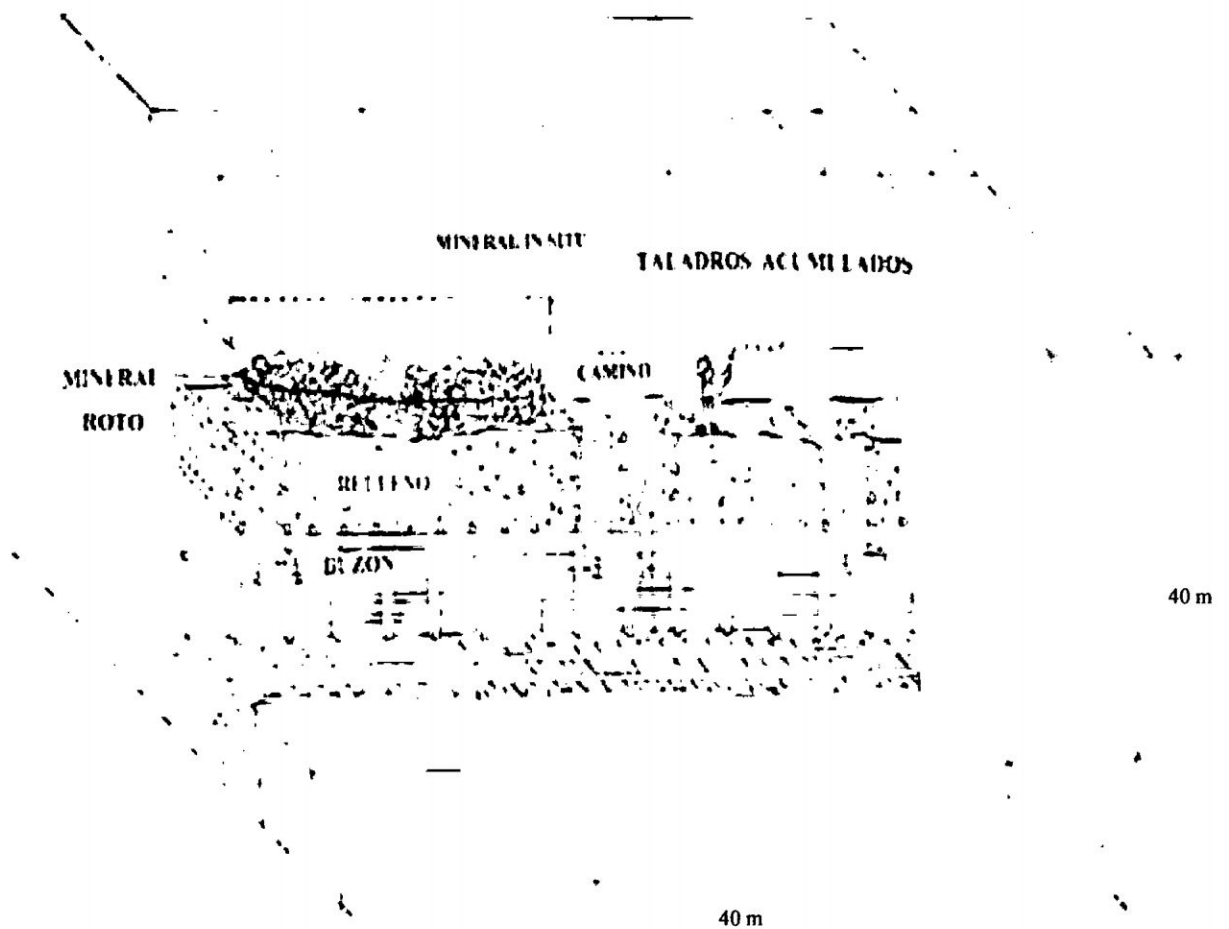 MINERAL IN SITU
TALADROS ACUMULADOS
MINERAL
ROTO
CAMINO
RELLENO
BUZON
40 m
40 m